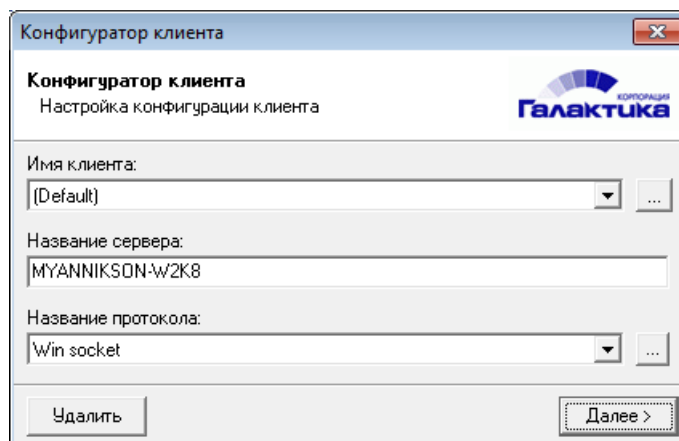 Конфигуратор клиента
Конфигуратор клиента
Настройка конфигурации клиента
КОРПОРАЦИЯ
Галактика
Имя клиента:
(Default)
...
Название сервера:
MYANNIKSON-W2K8
Название протокола:
Win socket
...
Удалить
Далее >